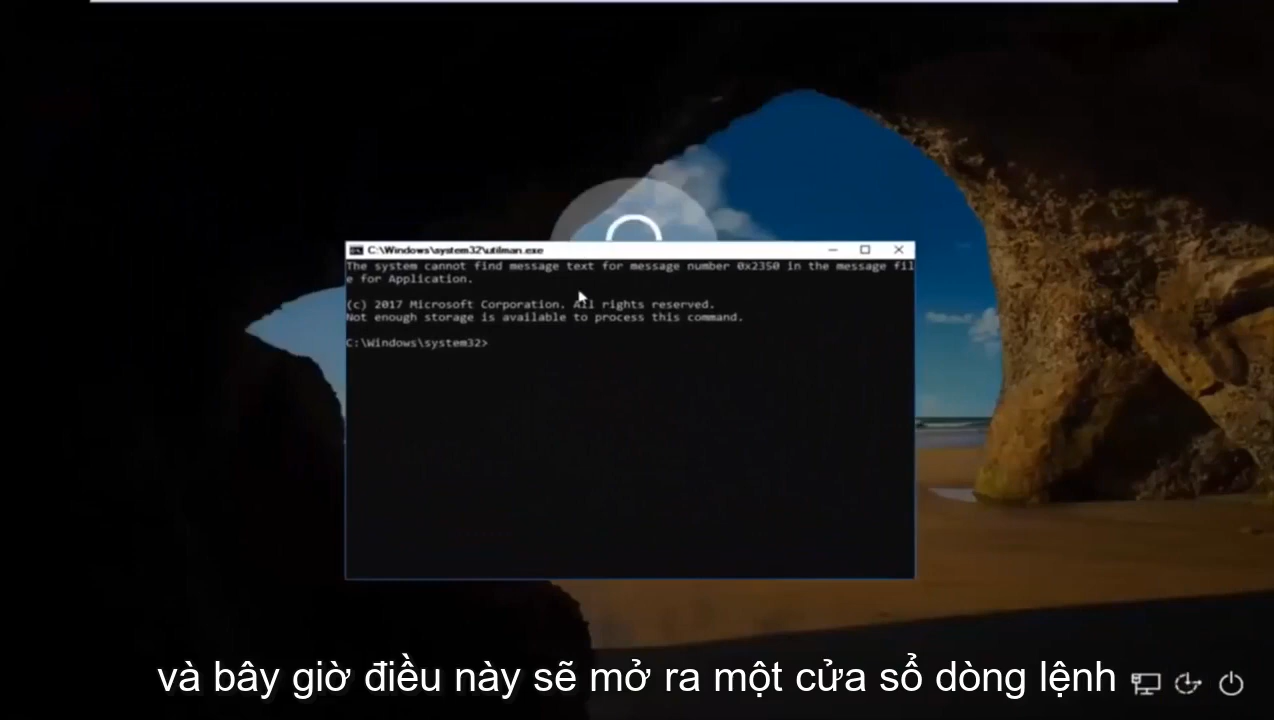 C:\Windows\system32\utilman.exe
The system cannot find message text for message number 0x2350 in the message fil
e for Application.
(c) 2017 Microsoft Corporation. All rights reserved.
Not enough storage is available to process this command.
C:\Windows\system32>
và bây giờ điều này sẽ mở ra một cửa sổ dòng lệnh